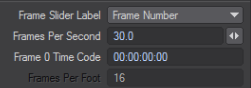 Frame Slider Label Frame Number
Frames Per Second 30.0
Frame 0 Time Code 00:00:00:00
Frames Per Foot 16